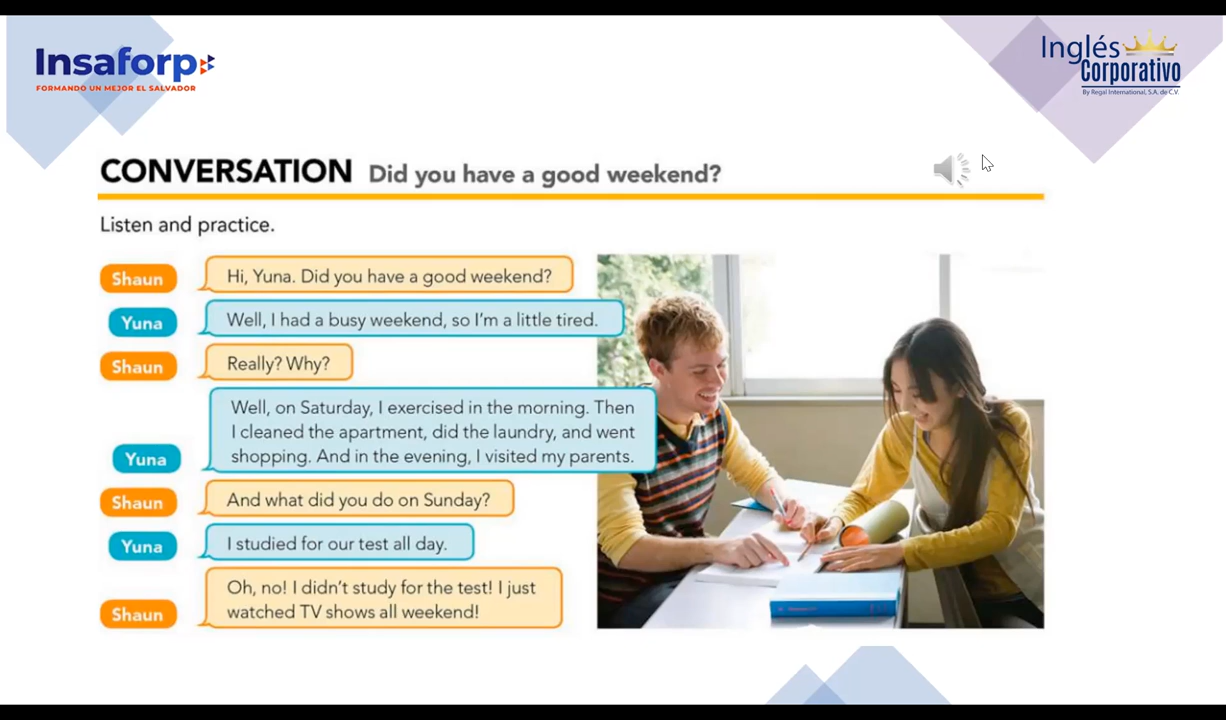 Insaforp
FORMANDO UN MEJOR EL SALVADOR
Inglés
Corporativo
By Regal International, S.A. de C.V.
CONVERSATION Did you have a good weekend?
Listen and practice.
Shaun Hi, Yuna. Did you have a good weekend?
Yuna Well, I had a busy weekend, so I'm a little tired.
Shaun Really? Why?
Well, on Saturday, I exercised in the morning. Then
I cleaned the apartment, did the laundry, and went
Yuna shopping. And in the evening, I visited my parents.
Shaun And what did you do on Sunday?
Yuna I studied for our test all day.
Oh, no! I didn't study for the test! I just
Shaun watched TV shows all weekend!